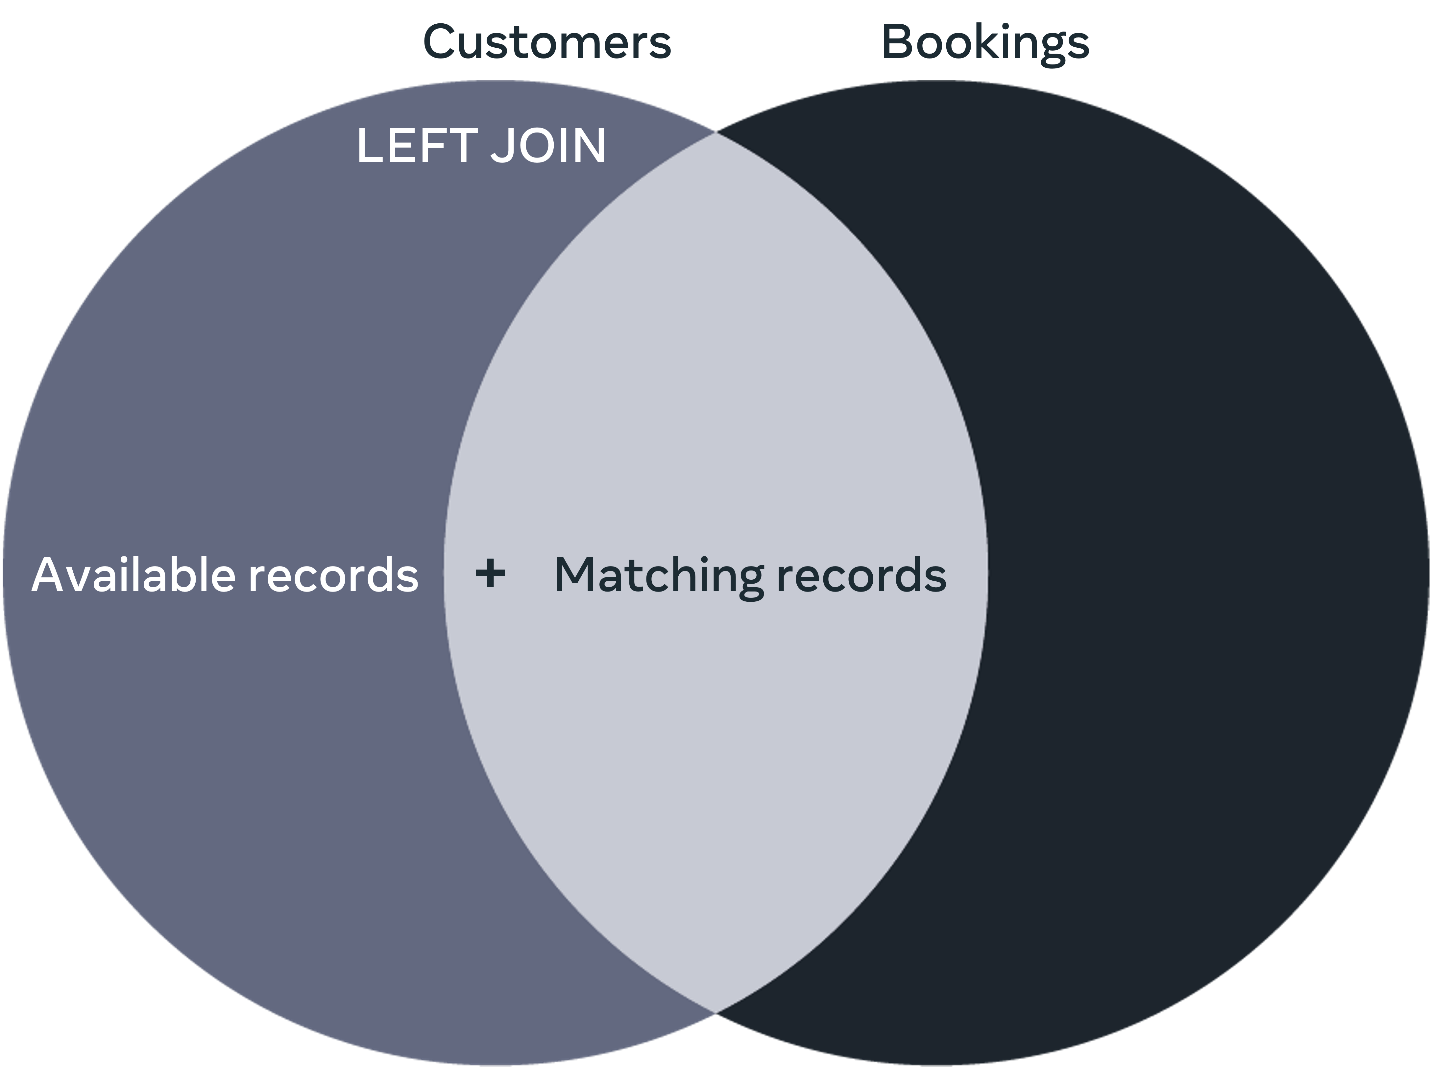 Customers
Bookings
LEFT JOIN
Available records + Matching records